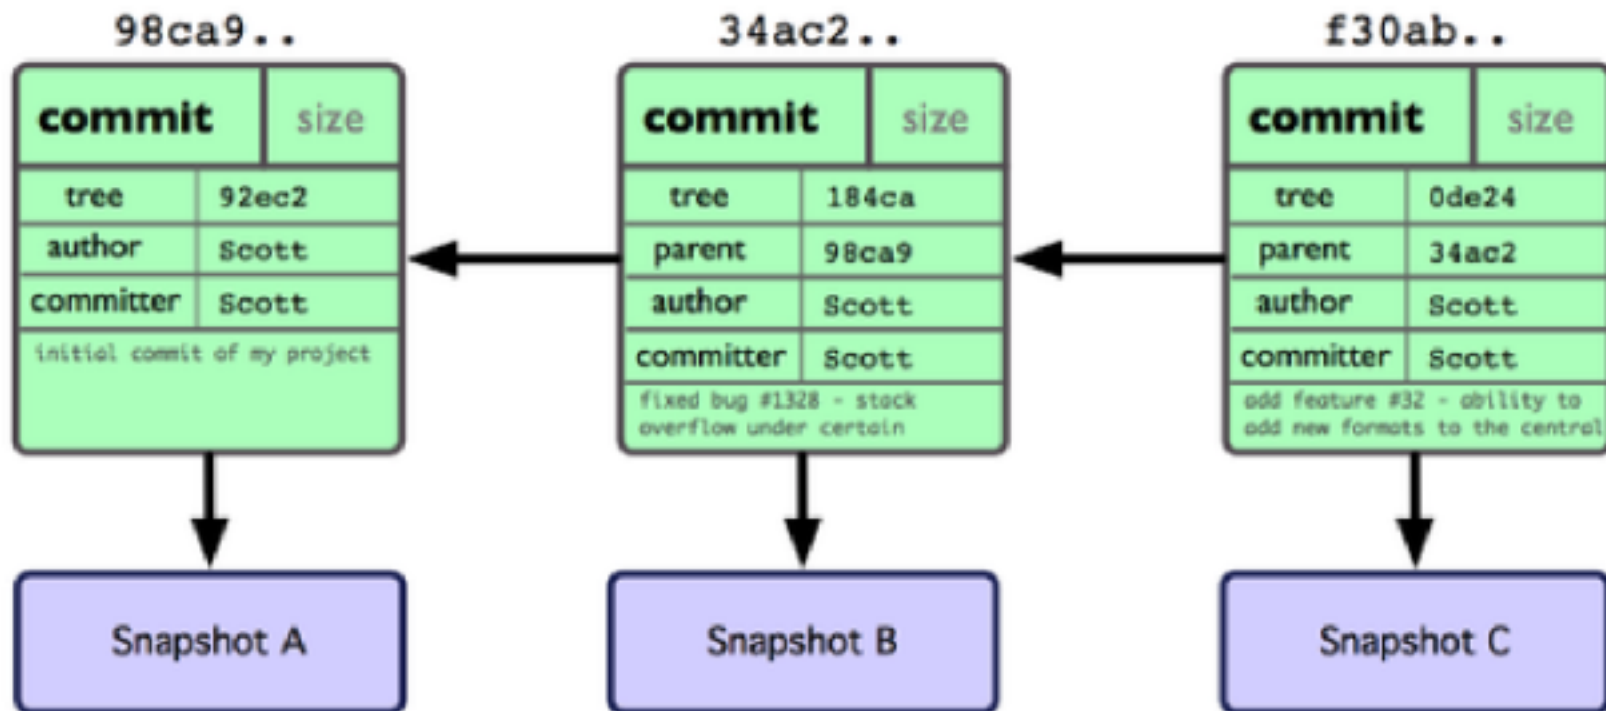 98ca9..
commit size
tree 92ec2
author Scott
committer Scott
initial commit of my project
Snapshot A
34ac2..
commit size
tree 184ca
parent 98ca9
author Scott
committer Scott
fixed bug #1328 - stack
overflow under certain
Snapshot B
f30ab..
commit size
tree 0de24
parent 34ac2
author Scott
committer Scott
add feature #32 - ability to
add new formats to the central
Snapshot C